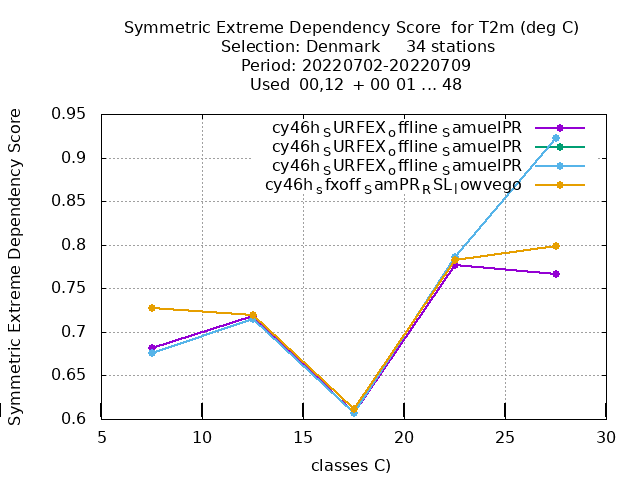 Symmetric Extreme Dependency Score  for T2m (deg C)
Selection: Denmark     34 stations
Period: 20220702-20220709
Used  00,12  + 00 01 ... 48
Symmetric Extreme Dependency Score
0.95
0.9
0.85
0.8
0.75
0.7
0.65
0.6
cy46h_SURFEX_offline_SamuelPR
cy46h_SURFEX_offline_SamuelPR
cy46h_SURFEX_offline_SamuelPR
cy46h_sfxoff_SamPR_RSL_lowvego
5 10 15 20 25 30
classes C)